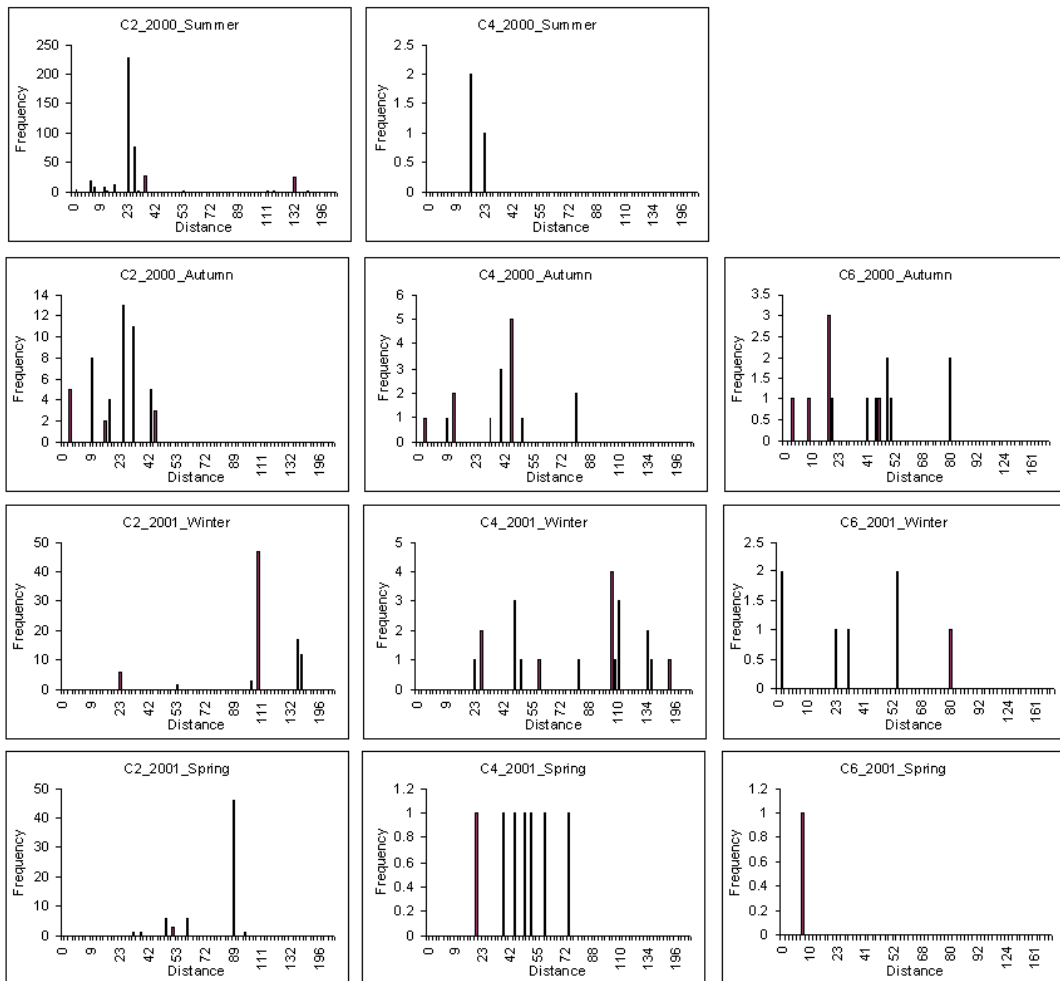 C2_2000_Summer
Frequency
250
200
150
100
50
0
0 9 23 42 53 72 89 111 132 196
Distance
C4_2000_Summer
Frequency
2.5
2
1.5
1
0.5
0
0 9 23 42 55 72 88 110 134 196
Distance
C2_2000_Autumn
Frequency
14
12
10
8
6
4
2
0
0 9 23 42 53 72 89 111 132 196
Distance
C4_2000_Autumn
Frequency
6
5
4
3
2
1
0
0 9 23 42 55 72 88 110 134 196
Distance
C6_2000_Autumn
Frequency
3.5
3
2.5
2
1.5
1
0.5
0
0 10 23 41 52 68 80 124 134 161
Distance
C2_2001_Winter
Frequency
50
40
30
20
10
0
0 9 23 42 53 72 89 111 132 196
Distance
C4_2001_Winter
Frequency
5
4
3
2
1
0
0 9 23 42 55 72 88 110 134 196
Distance
C6_2001_Winter
Frequency
2.5
2
1.5
1
0.5
0
0 10 23 41 52 68 80 124 134 161
Distance
C2_2001_Spring
Frequency
50
40
30
20
10
0
0 9 23 42 53 72 89 111 132 196
Distance
C4_2001_Spring
Frequency
1.2
1
0.8
0.6
0.4
0.2
0
0 9 23 42 55 72 88 110 134 196
Distance
C6_2001_Spring
Frequency
1.2
1
0.8
0.6
0.4
0.2
0
0 10 23 41 52 68 80 124 134 161
Distance